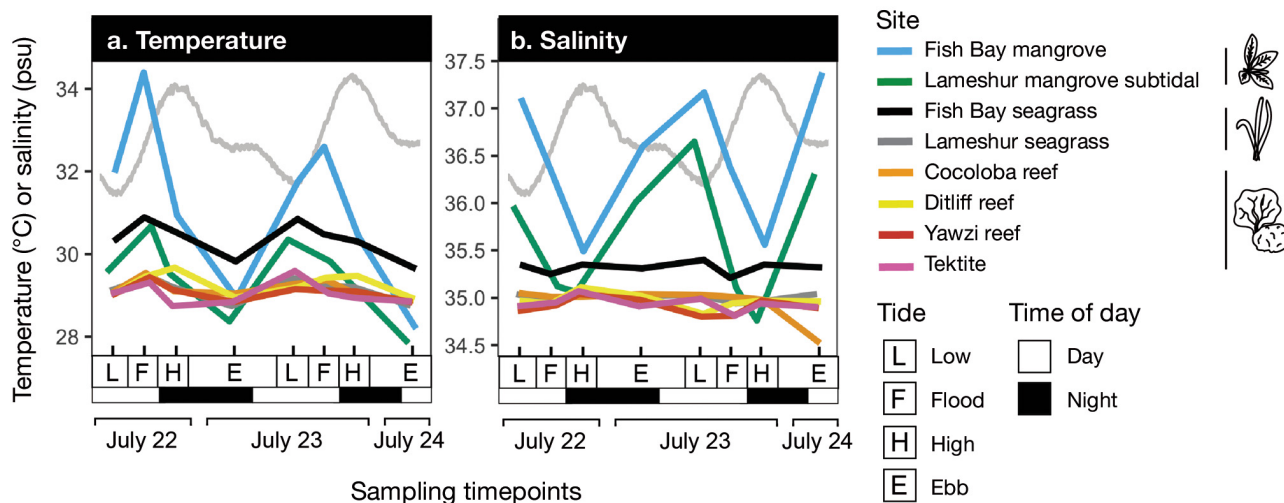 a. Temperature
b. Salinity
Temperature (°C) or salinity (psu)
34
32
30
28
37.5
37.0
36.5
36.0
35.5
35.0
34.5
L F H E L F H E
L F H E L F H E
July 22 July 23 July 24
July 22 July 23 July 24
Sampling timepoints
Site
Fish Bay mangrove
Lameshur mangrove subtidal
Fish Bay seagrass
Lameshur seagrass
Cocoloba reef
Ditliff reef
Yawzi reef
Tektite
Tide
L Low
F Flood
H High
E Ebb
Time of day
Day
Night